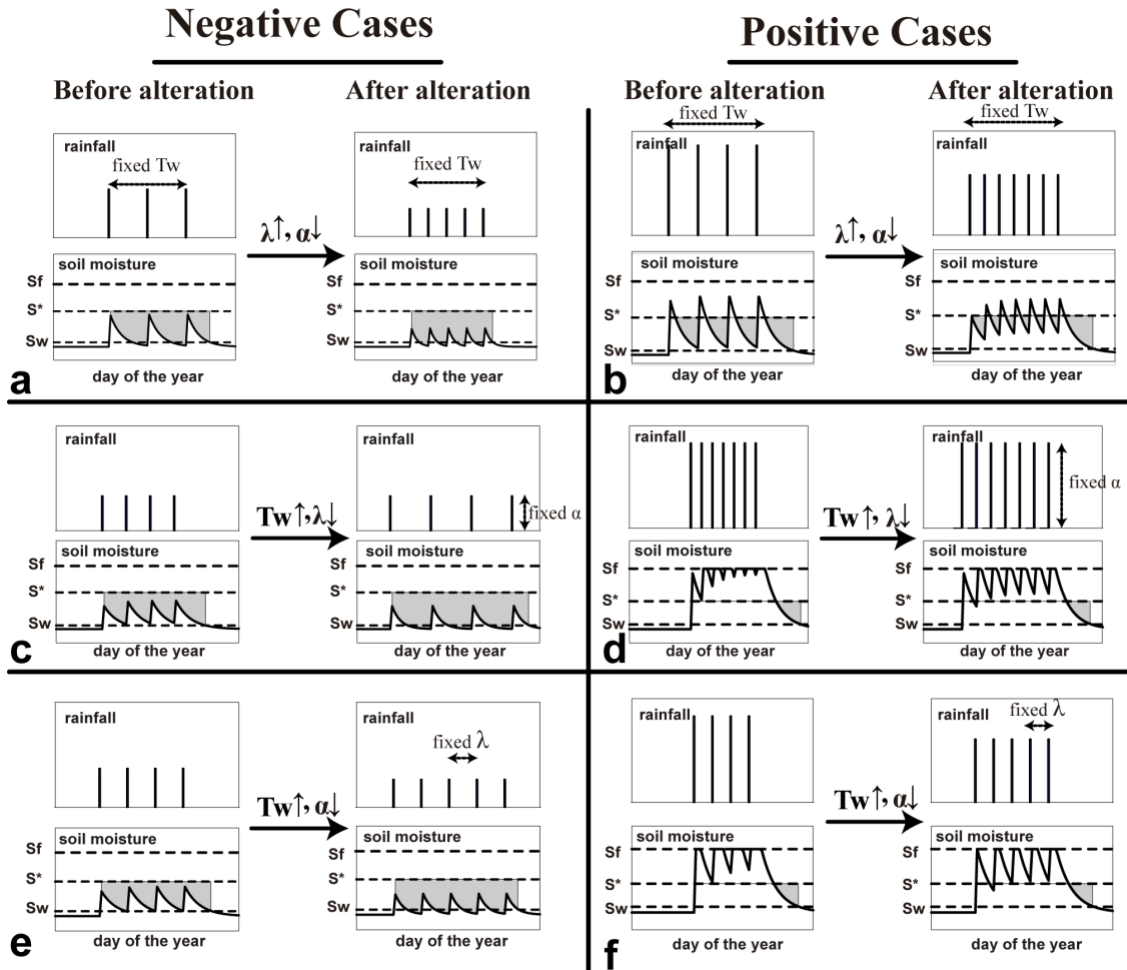 Negative Cases
Positive Cases
Before alteration
After alteration
Before alteration
After alteration
rainfall
fixed Tw
rainfall
fixed Tw
λ↑, α↓
soil moisture
Sf
S*
Sw
day of the year
soil moisture
Sf
S*
Sw
day of the year
a
fixed Tw
rainfall
fixed Tw
rainfall
λ↑, α↓
soil moisture
Sf
S*
Sw
day of the year
soil moisture
Sf
S*
Sw
day of the year
b
rainfall
rainfall
fixed α
Tw↑,λ↓
soil moisture
Sf
S*
Sw
day of the year
soil moisture
Sf
S*
Sw
day of the year
c
rainfall
rainfall
fixed α
Tw↑, λ↓
soil moisture
Sf
S*
Sw
day of the year
soil moisture
Sf
S*
Sw
day of the year
d
rainfall
rainfall
fixed λ
Tw↑, α↓
soil moisture
Sf
S*
Sw
day of the year
soil moisture
Sf
S*
Sw
day of the year
e
rainfall
rainfall
fixed λ
Tw↑, α↓
soil moisture
Sf
S*
Sw
day of the year
soil moisture
Sf
S*
Sw
day of the year
f